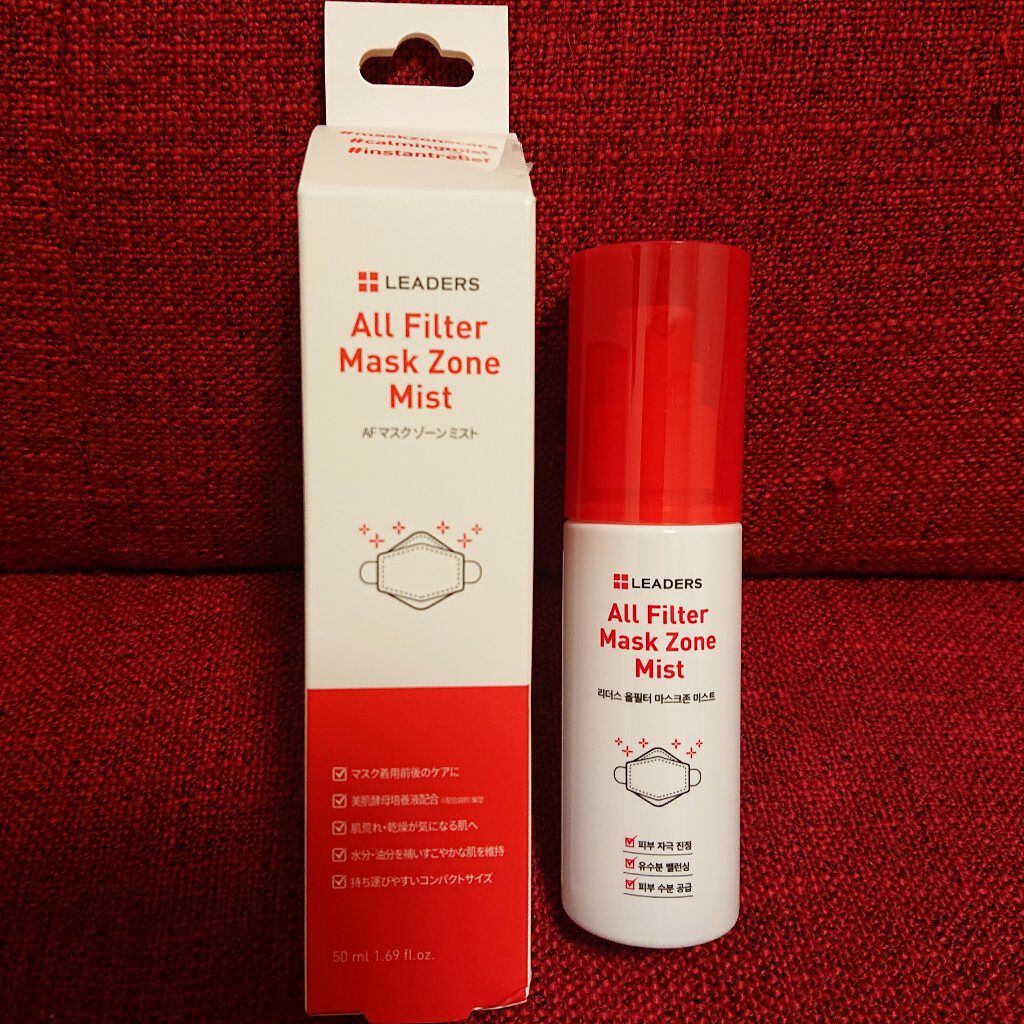 #maskzonecare
#calmingmist
#instantrelief
LEADERS
All Filter
Mask Zone
Mist
AFマスクゾーンミスト
マスク着用前後のケアに
美肌酵母培養液配合 ※配合目的:保湿
肌荒れ・乾燥が気になる肌へ
水分・油分を補いすこやかな肌を維持
持ち運びやすいコンパクトサイズ
50 ml 1.69 fl.oz.
LEADERS
All Filter
Mask Zone
Mist
리더스 올필터 마스크존 미스트
피부 자극 진정
유수분 밸런싱
피부 수분 공급